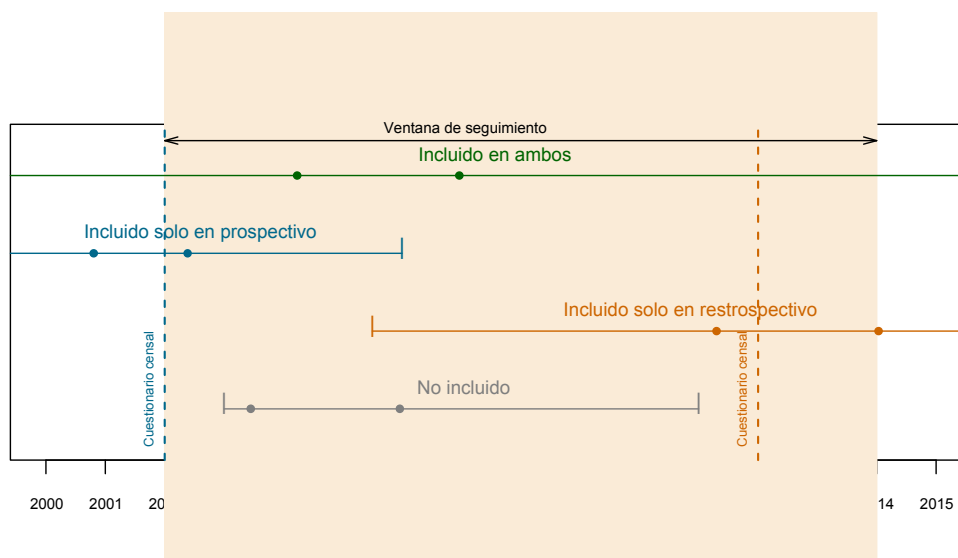 Ventana de seguimiento
Incluido en ambos
Incluido solo en prospectivo
Incluido solo en restrospectivo
Cuestionario censal
Cuestionario censal
No incluido
2000 2001 20 14 2015